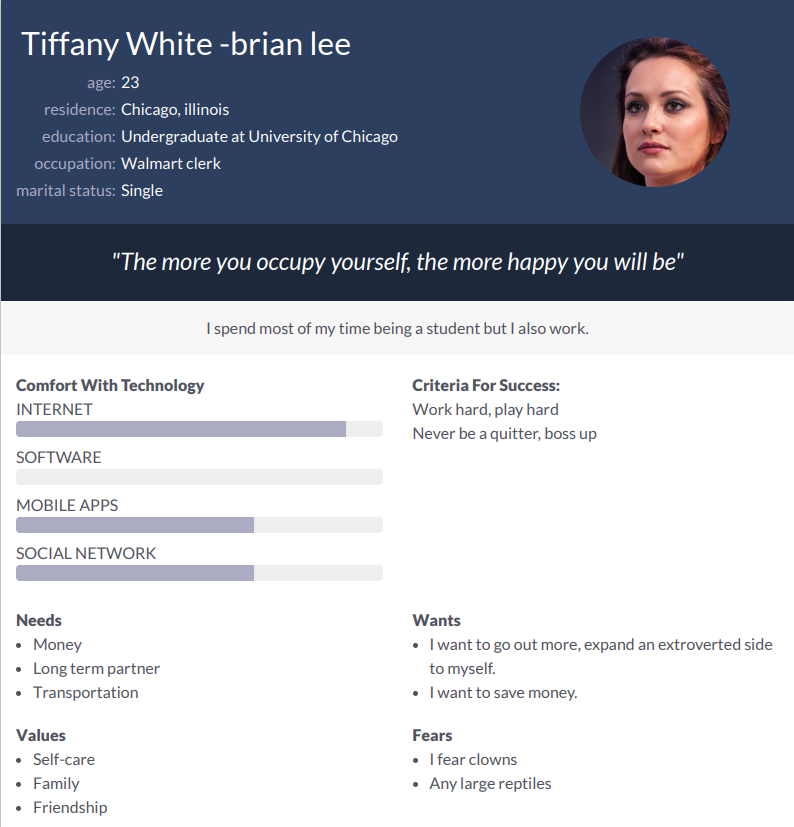 Tiffany White -brian lee
age: 23
residence: Chicago, illinois
education: Undergraduate at University of Chicago
occupation: Walmart clerk
marital status: Single
"The more you occupy yourself, the more happy you will be"
I spend most of my time being a student but I also work.
Comfort With Technology
INTERNET
SOFTWARE
MOBILE APPS
SOCIAL NETWORK
Criteria For Success:
Work hard, play hard
Never be a quitter, boss up
Needs
• Money
• Long term partner
• Transportation
Wants
• I want to go out more, expand an extroverted side
to myself.
• I want to save money.
Values
• Self-care
• Family
• Friendship
Fears
• I fear clowns
• Any large reptiles